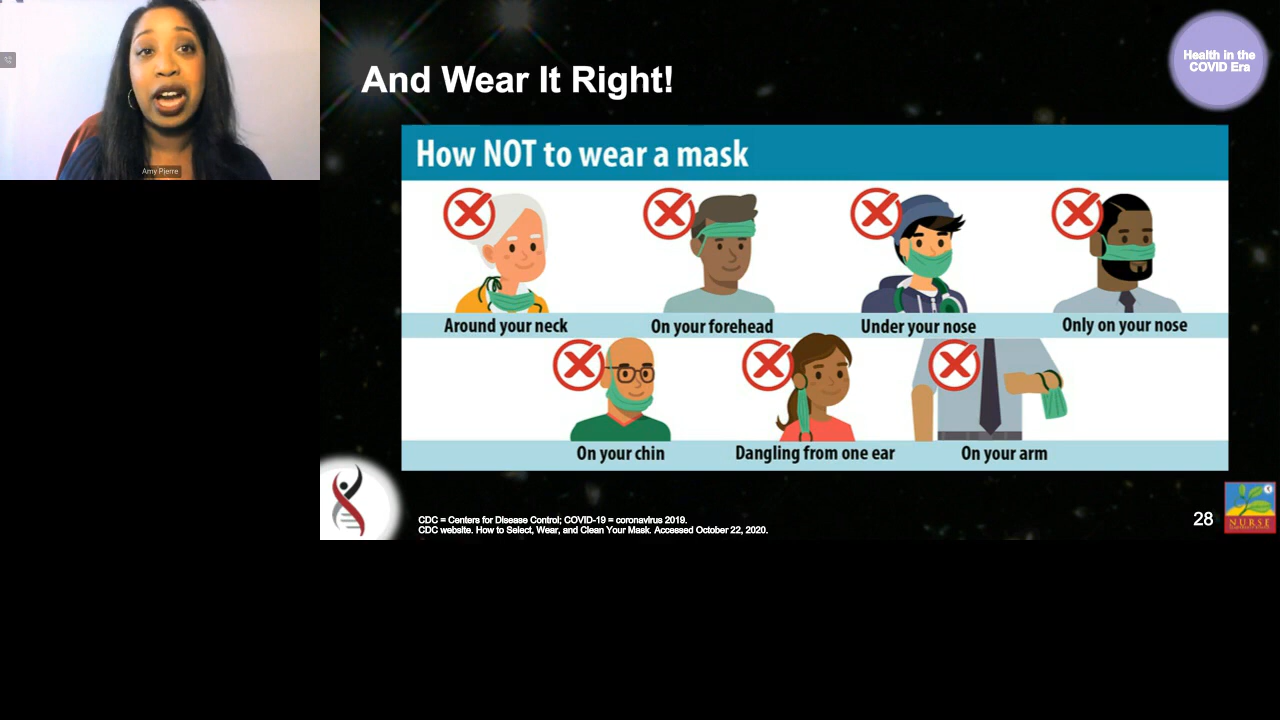 Amy Pierre
And Wear It Right!
Health in the
COVID Era
How NOT to wear a mask
Around your neck
On your forehead
Under your nose
Only on your nose
On your chin
Dangling from one ear
On your arm
CDC = Centers for Disease Control; COVID-19 = coronavirus 2019.
CDC website. How to Select, Wear, and Clean Your Mask. Accessed October 22, 2020.
28
NURSE